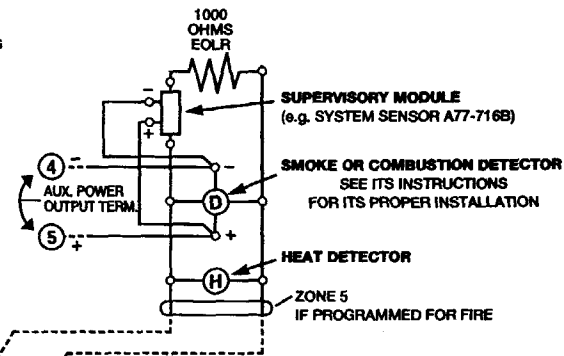 1000
OHMS
EOLR
SUPERVISORY MODULE
(e.g. SYSTEM SENSOR A77-716B)
−
+
4 −
−
SMOKE OR COMBUSTION DETECTOR
SEE ITS INSTRUCTIONS
FOR ITS PROPER INSTALLATION
AUX. POWER
OUTPUT TERM.
D
5 +
+
HEAT DETECTOR
H
ZONE 5
IF PROGRAMMED FOR FIRE